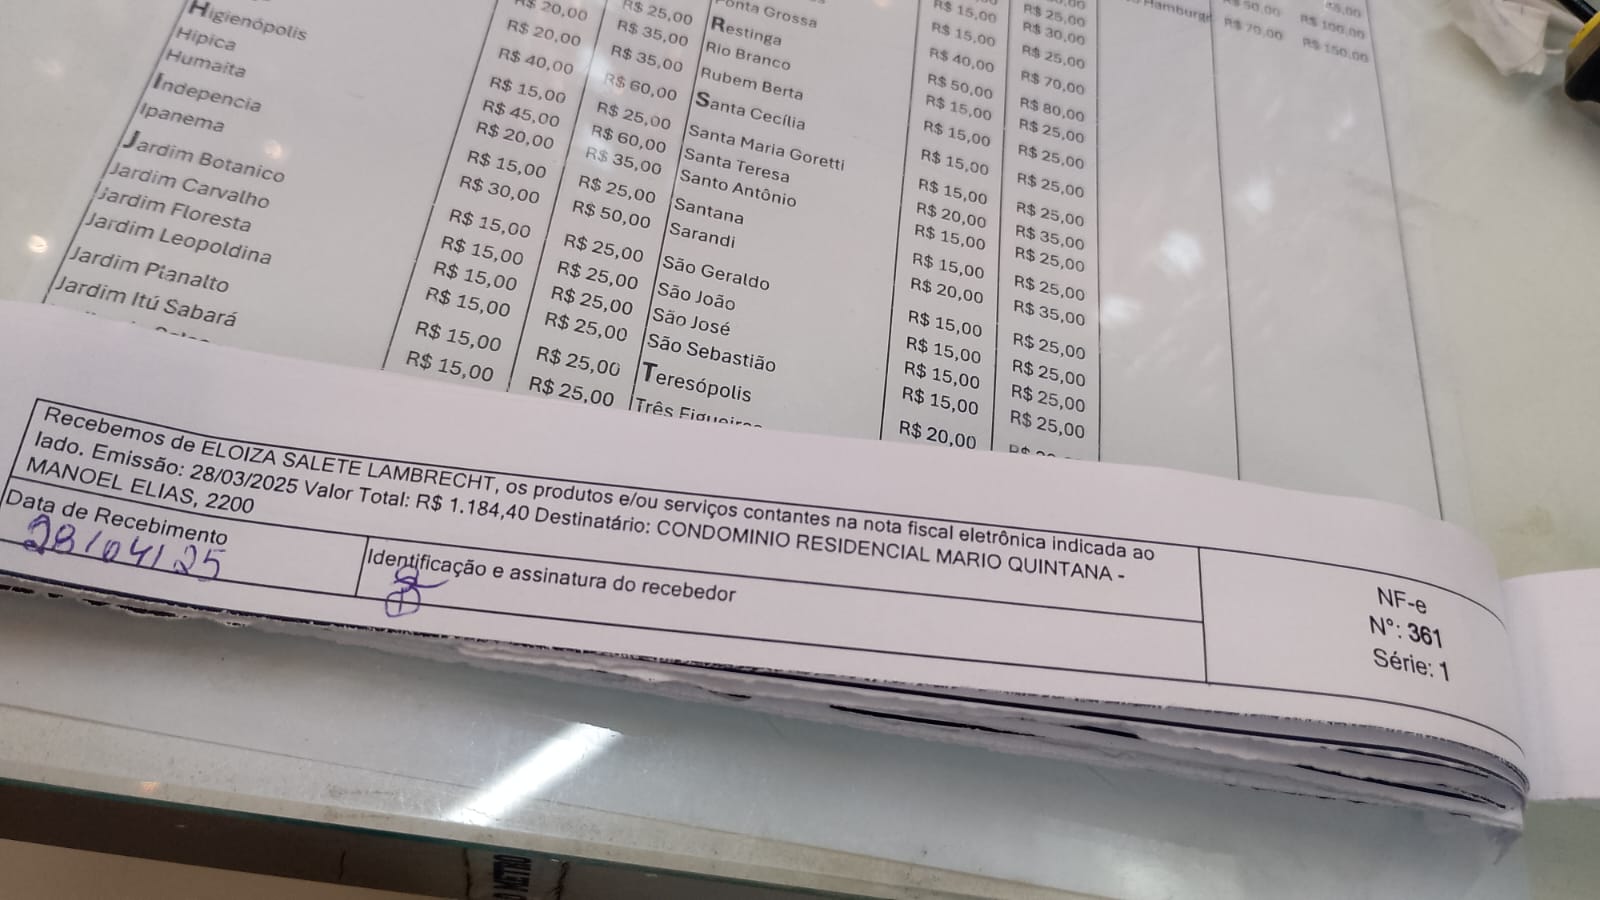 Higienópolis
Hípica
Humaita
Indepencia
Ipanema
Jardim Botanico
Jardim Carvalho
Jardim Floresta
Jardim Leopoldina
Jardim Planalto
Jardim Itú Sabará
R$ 20,00
R$ 20,00
R$ 40,00
R$ 15,00
R$ 45,00
R$ 20,00
R$ 15,00
R$ 30,00
R$ 15,00
R$ 15,00
R$ 15,00
R$ 15,00
R$ 15,00
R$ 15,00
R$ 25,00
R$ 35,00
R$ 35,00
R$ 60,00
R$ 25,00
R$ 60,00
R$ 35,00
R$ 25,00
R$ 50,00
R$ 25,00
R$ 25,00
R$ 25,00
R$ 25,00
R$ 25,00
R$ 25,00
Ponta Grossa
Restinga
Rio Branco
Rubem Berta
Santa Cecília
Santa Maria Goretti
Santa Teresa
Santo Antônio
Santana
Sarandi
São Geraldo
São João
São José
São Sebastião
Teresópolis
Três Figueiras
R$ 15,00
R$ 15,00
R$ 40,00
R$ 50,00
R$ 15,00
R$ 15,00
R$ 15,00
R$ 15,00
R$ 20,00
R$ 15,00
R$ 15,00
R$ 20,00
R$ 15,00
R$ 15,00
R$ 15,00
R$ 15,00
R$ 20,00
R$ 25,00
R$ 30,00
R$ 25,00
R$ 70,00
R$ 80,00
R$ 25,00
R$ 25,00
R$ 25,00
R$ 25,00
R$ 35,00
R$ 25,00
R$ 25,00
R$ 35,00
R$ 25,00
R$ 25,00
R$ 25,00
R$ 25,00
Hamburgo
R$ 50,00
R$ 70,00
R$ 100,00
R$ 150,00
Recebemos de ELOIZA SALETE LAMBRECHT, os produtos e/ou serviços contantes na nota fiscal eletrônica indicada ao
lado. Emissão: 28/03/2025 Valor Total: R$ 1.184,40 Destinatário: CONDOMINIO RESIDENCIAL MARIO QUINTANA -
MANOEL ELIAS, 2200
Data de Recebimento
28/04/25
Identificação e assinatura do recebedor
NF-e
N°: 361
Série: 1